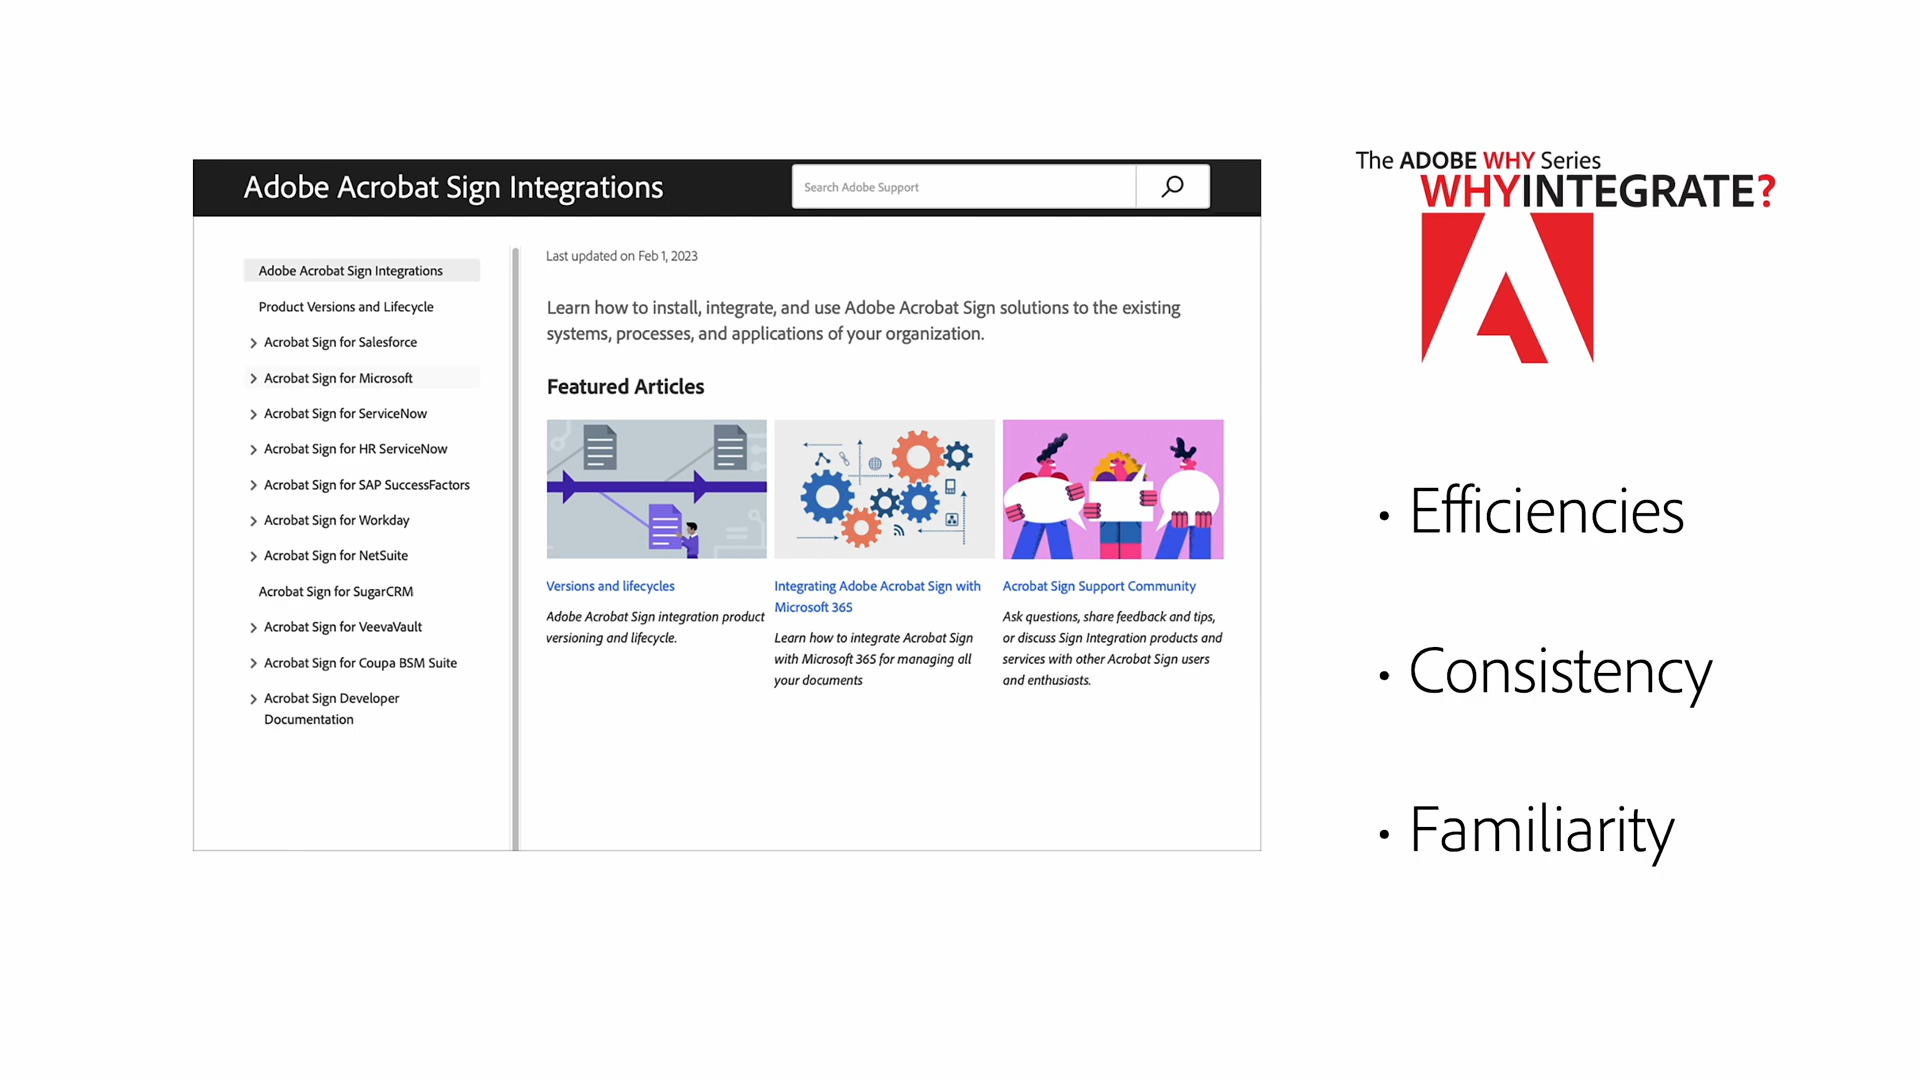 Adobe Acrobat Sign Integrations
Search Adobe Support
Adobe Acrobat Sign Integrations
Product Versions and Lifecycle
Acrobat Sign for Salesforce
Acrobat Sign for Microsoft
Acrobat Sign for ServiceNow
Acrobat Sign for HR ServiceNow
Acrobat Sign for SAP SuccessFactors
Acrobat Sign for Workday
Acrobat Sign for NetSuite
Acrobat Sign for SugarCRM
Acrobat Sign for VeevaVault
Acrobat Sign for Coupa BSM Suite
Acrobat Sign Developer
Documentation
Last updated on Feb 1, 2023
Learn how to install, integrate, and use Adobe Acrobat Sign solutions to the existing
systems, processes, and applications of your organization.
Featured Articles
Versions and lifecycles
Adobe Acrobat Sign integration product
versioning and lifecycle.
Integrating Adobe Acrobat Sign with
Microsoft 365
Learn how to integrate Acrobat Sign
with Microsoft 365 for managing all
your documents
Acrobat Sign Support Community
Ask questions, share feedback and tips,
or discuss Sign Integration products and
services with other Acrobat Sign users
and enthusiasts.
The ADOBE WHY Series
WHYINTEGRATE?
• Efficiencies
• Consistency
• Familiarity